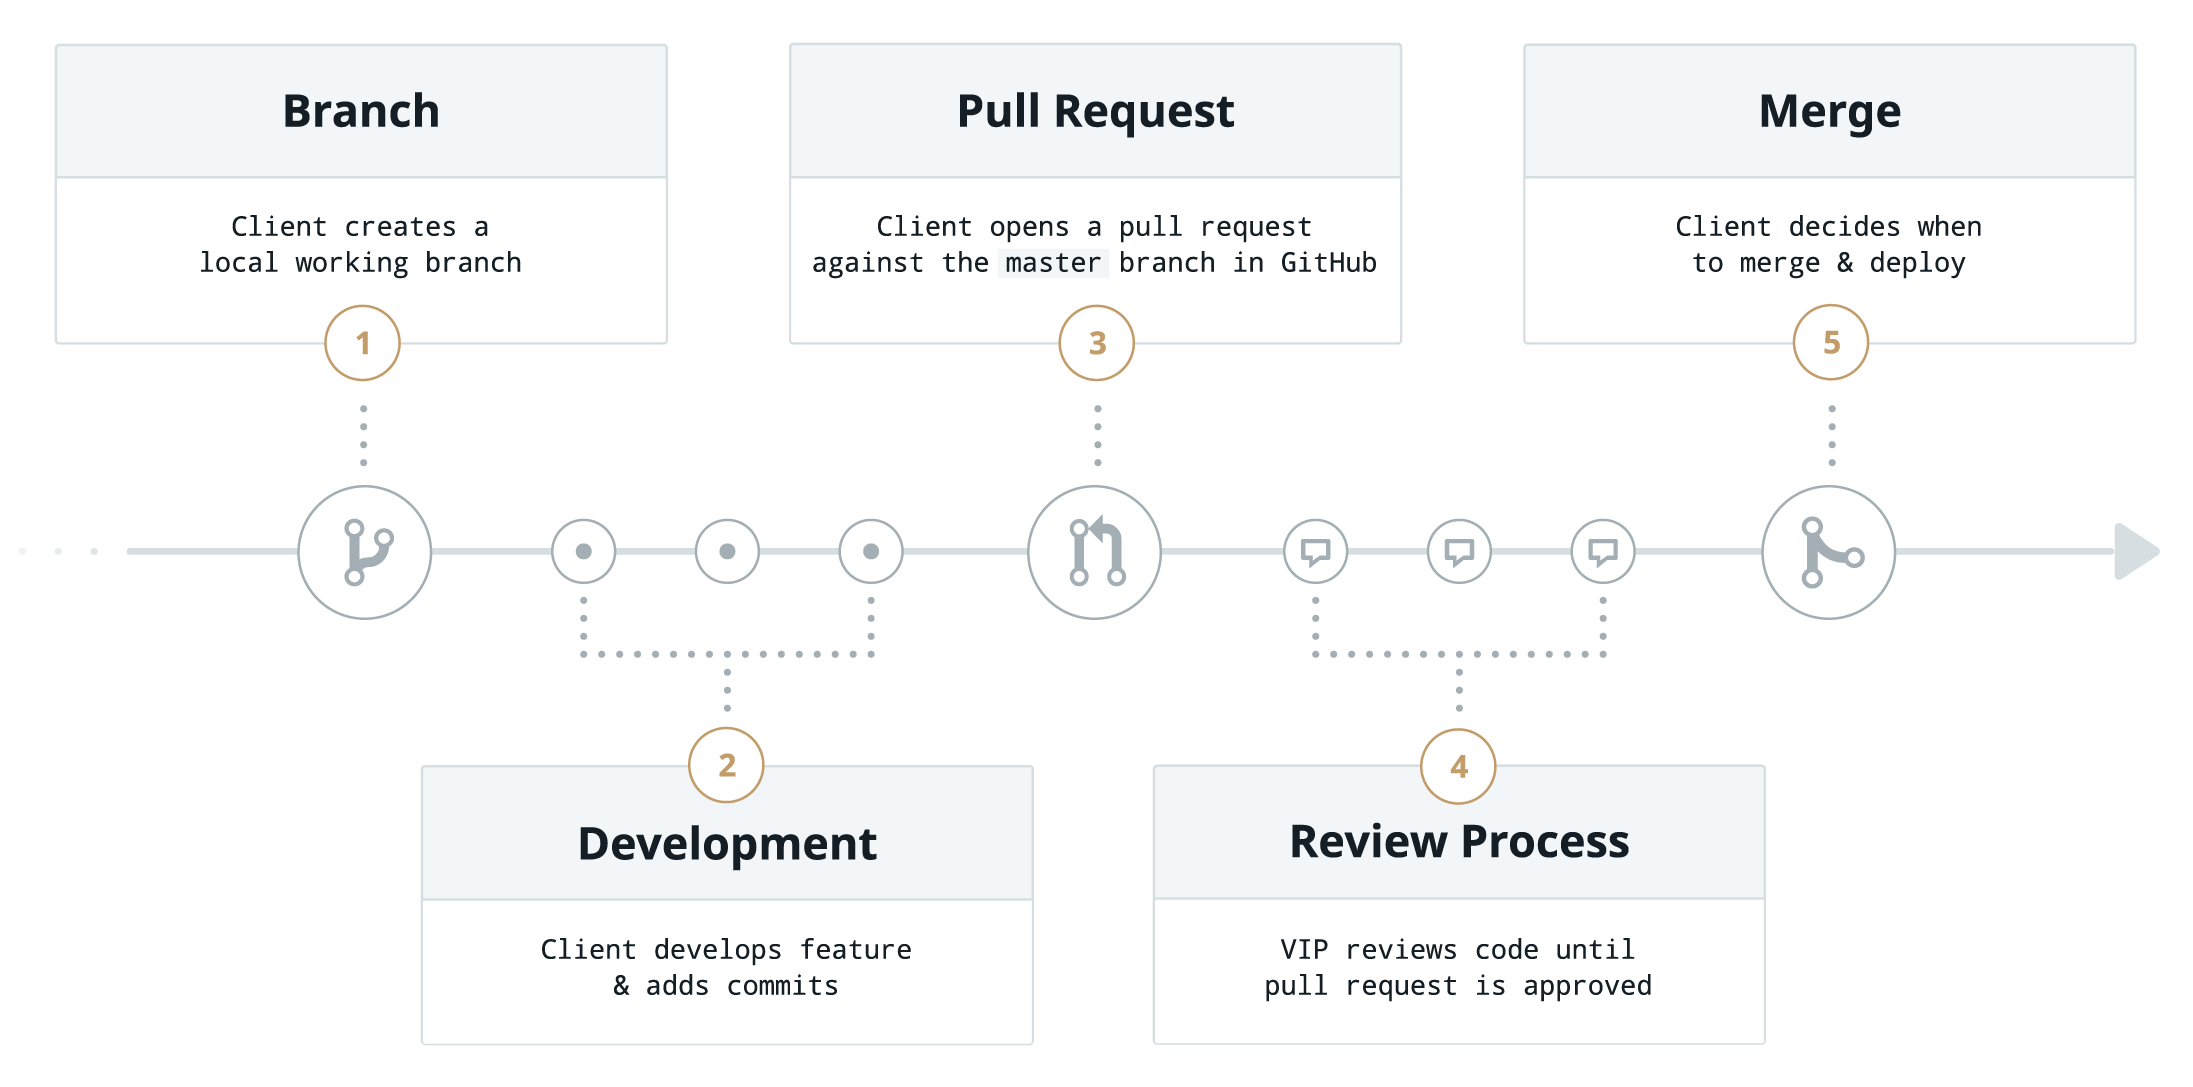 Branch
Client creates a
local working branch
1
Pull Request
Client opens a pull request
against the master branch in GitHub
3
Merge
Client decides when
to merge & deploy
5
2
Development
Client develops feature
& adds commits
4
Review Process
VIP reviews code until
pull request is approved